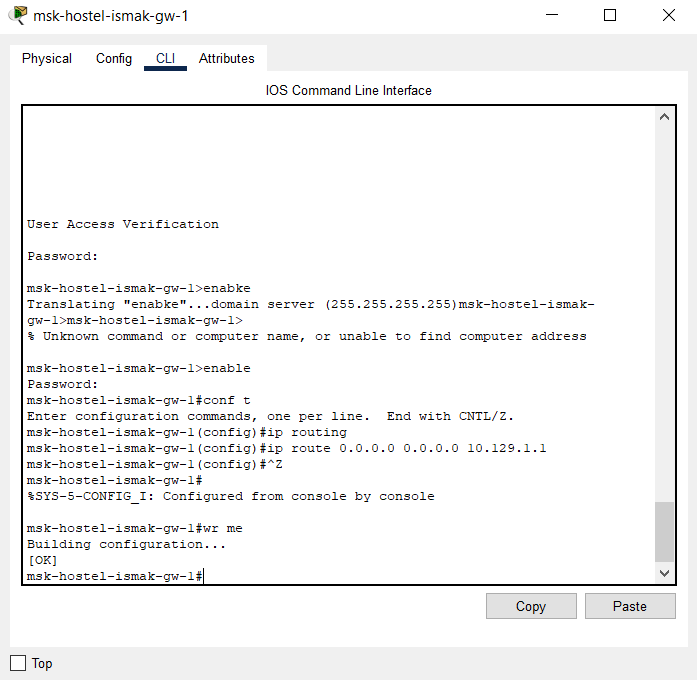 msk-hostel-ismak-gw-1
Physical Config CLI Attributes
IOS Command Line Interface
User Access Verification
Password:
msk-hostel-ismak-gw-1>enabke
Translating "enabke"...domain server (255.255.255.255)msk-hostel-ismak-
gw-1>msk-hostel-ismak-gw-1>
% Unknown command or computer name, or unable to find computer address
msk-hostel-ismak-gw-1>enable
Password:
msk-hostel-ismak-gw-1#conf t
Enter configuration commands, one per line.  End with CNTL/Z.
msk-hostel-ismak-gw-1(config)#ip routing
msk-hostel-ismak-gw-1(config)#ip route 0.0.0.0 0.0.0.0 10.129.1.1
msk-hostel-ismak-gw-1(config)#^Z
msk-hostel-ismak-gw-1#
%SYS-5-CONFIG_I: Configured from console by console
msk-hostel-ismak-gw-1#wr me
Building configuration...
[OK]
msk-hostel-ismak-gw-1#
Copy Paste
Top